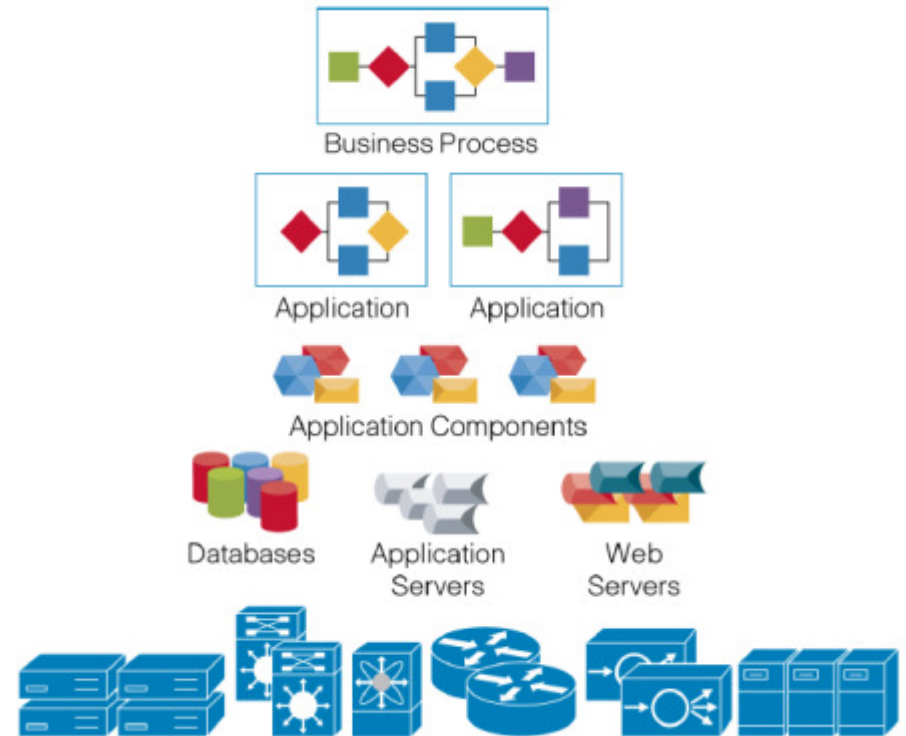 Business Process
Application
Application
Application Components
Databases
Application
Servers
Web
Servers